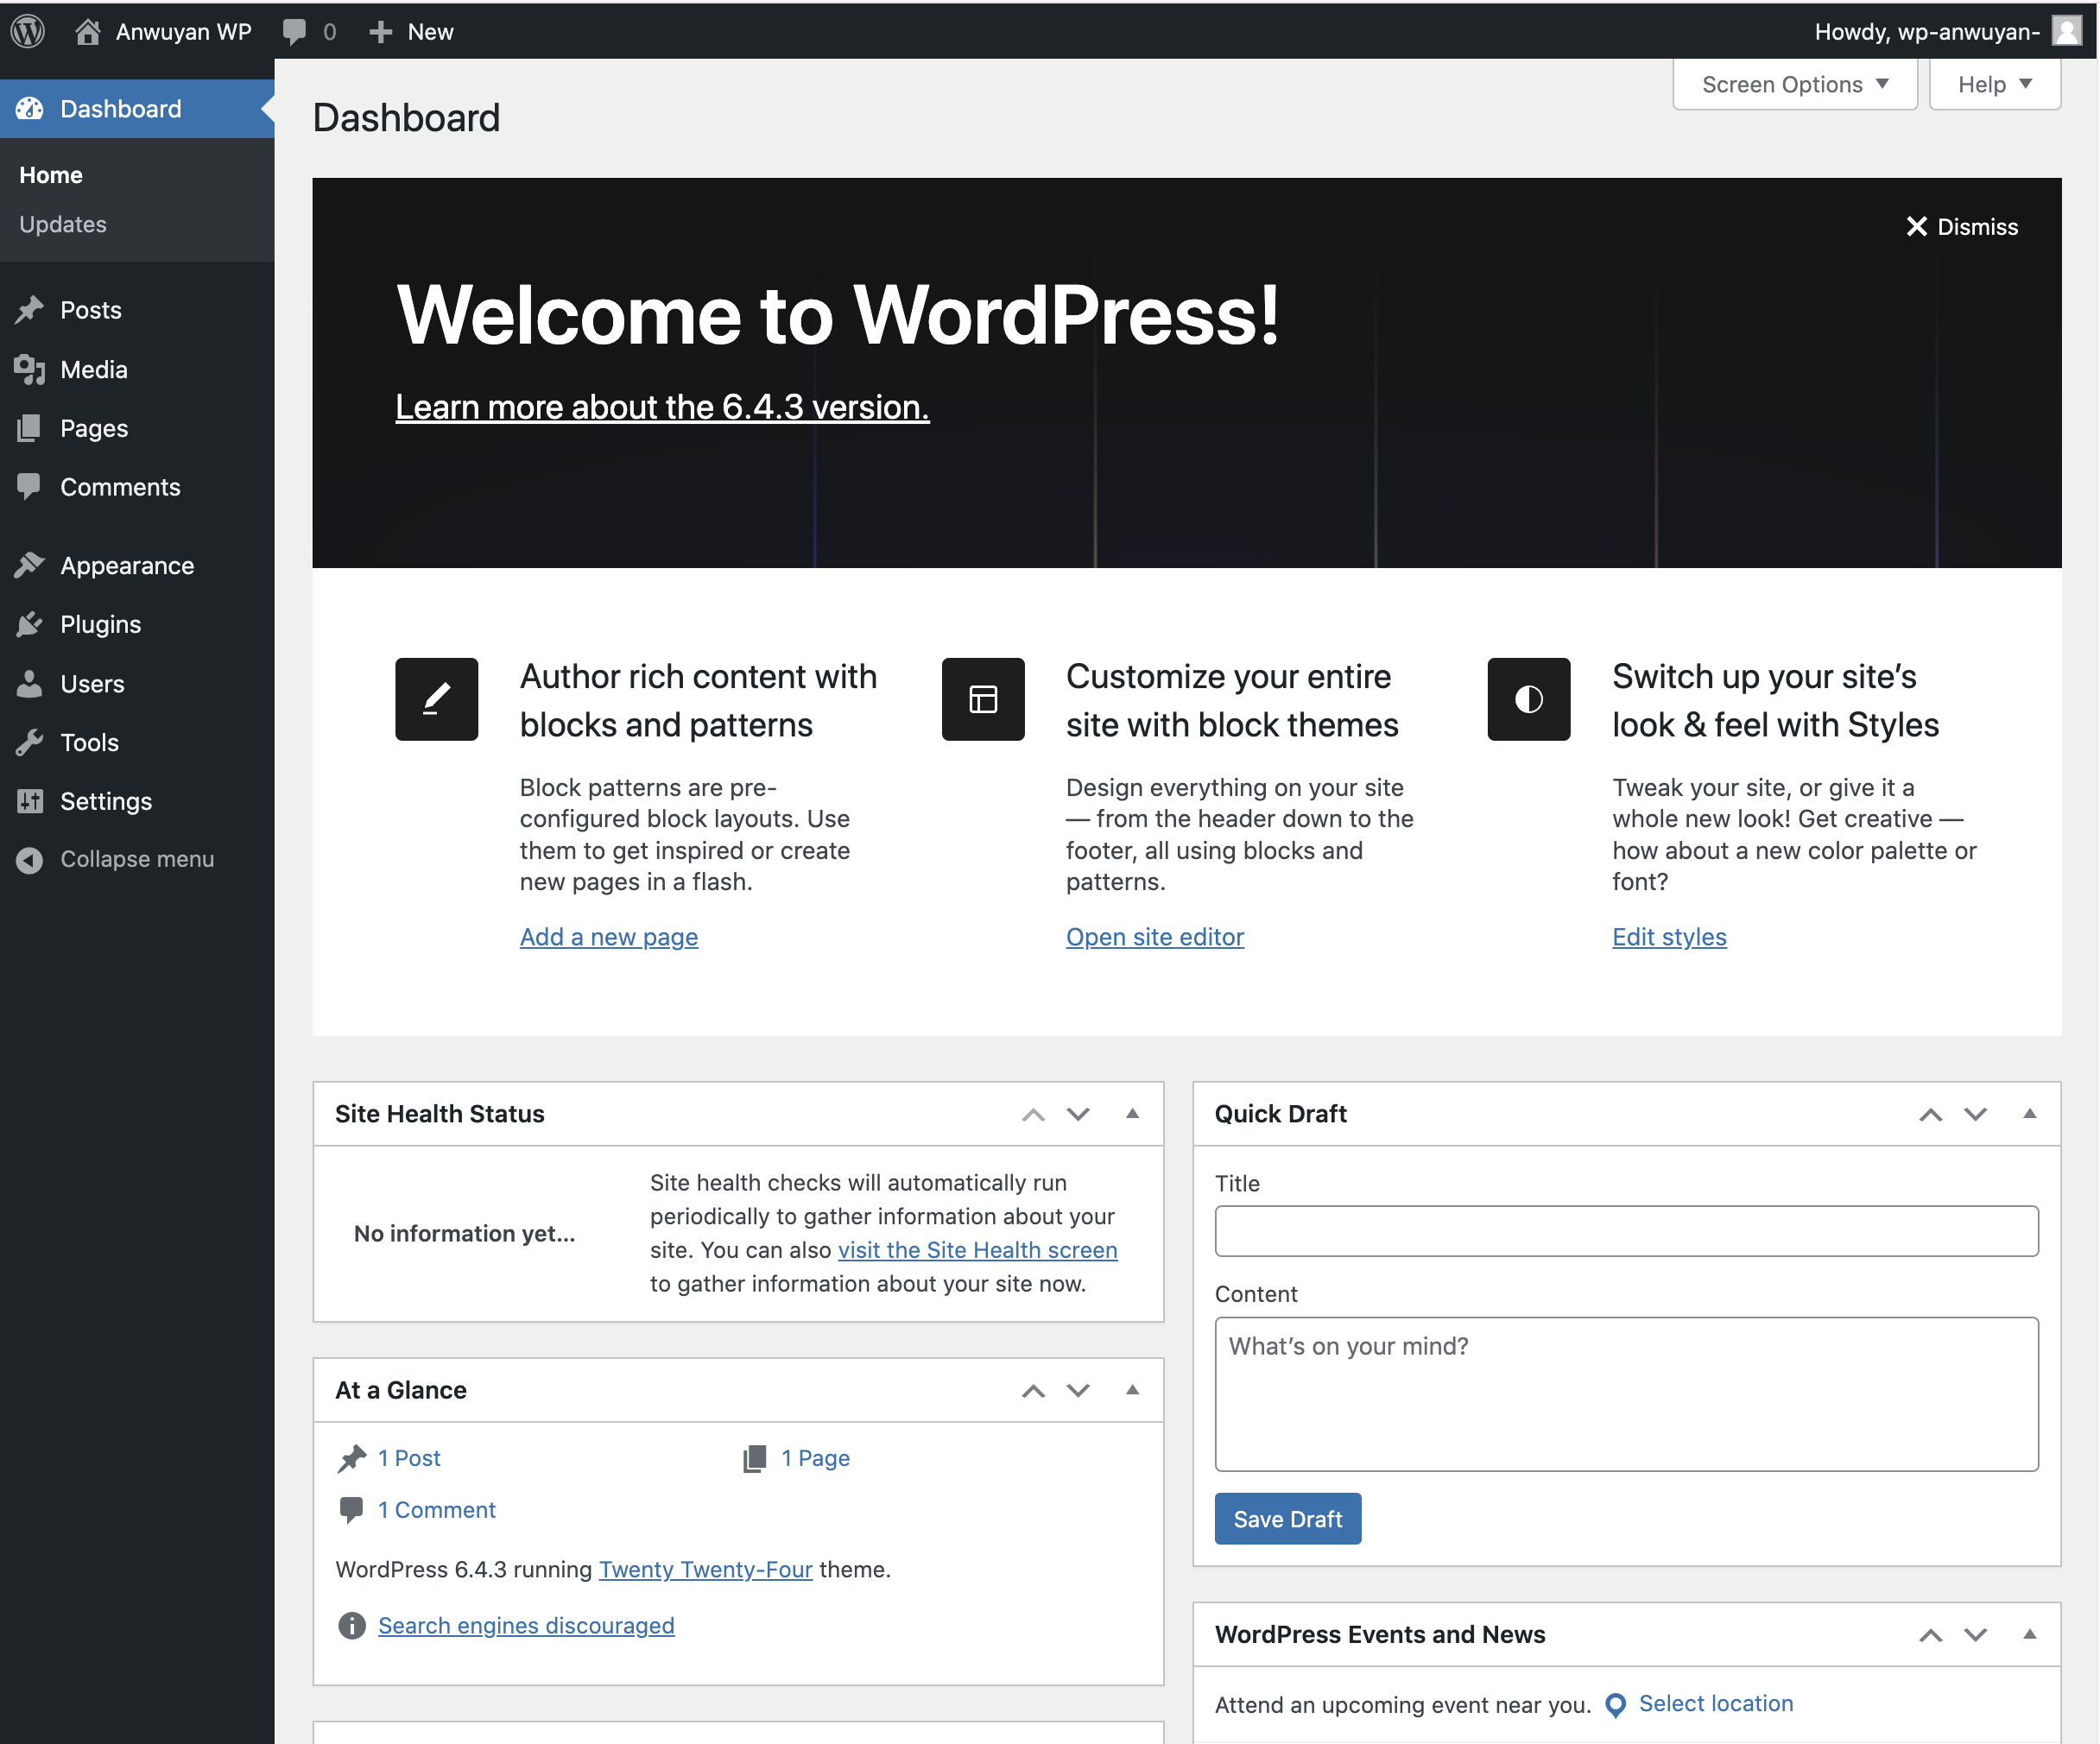 Anwuyan WP
0
New
Howdy, wp-anwuyan-
Dashboard
Home
Updates
Posts
Media
Pages
Comments
Appearance
Plugins
Users
Tools
Settings
Collapse menu
Screen Options
Help
Dashboard
Dismiss
Welcome to WordPress!
Learn more about the 6.4.3 version.
Author rich content with
blocks and patterns
Block patterns are pre-
configured block layouts. Use
them to get inspired or create
new pages in a flash.
Add a new page
Customize your entire
site with block themes
Design everything on your site
— from the header down to the
footer, all using blocks and
patterns.
Open site editor
Switch up your site’s
look & feel with Styles
Tweak your site, or give it a
whole new look! Get creative —
how about a new color palette or
font?
Edit styles
Site Health Status
No information yet...
Site health checks will automatically run
periodically to gather information about your
site. You can also visit the Site Health screen
to gather information about your site now.
At a Glance
1 Post
1 Page
1 Comment
WordPress 6.4.3 running Twenty Twenty-Four theme.
Search engines discouraged
Quick Draft
Title
Content
What’s on your mind?
Save Draft
WordPress Events and News
Attend an upcoming event near you.
Select location